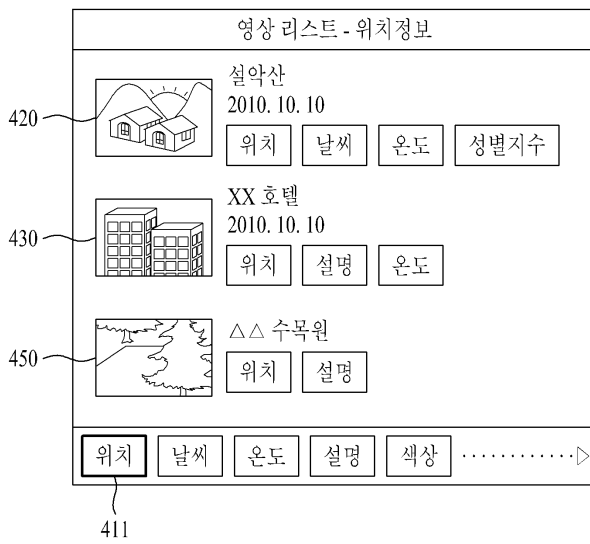 영상 리스트 - 위치정보
설악산
2010. 10. 10
420
위치 날씨 온도 성별지수
XX 호텔
2010. 10. 10
430
위치 설명 온도
△△ 수목원
450
위치 설명
위치 날씨 온도 설명 색상 ············▷
411